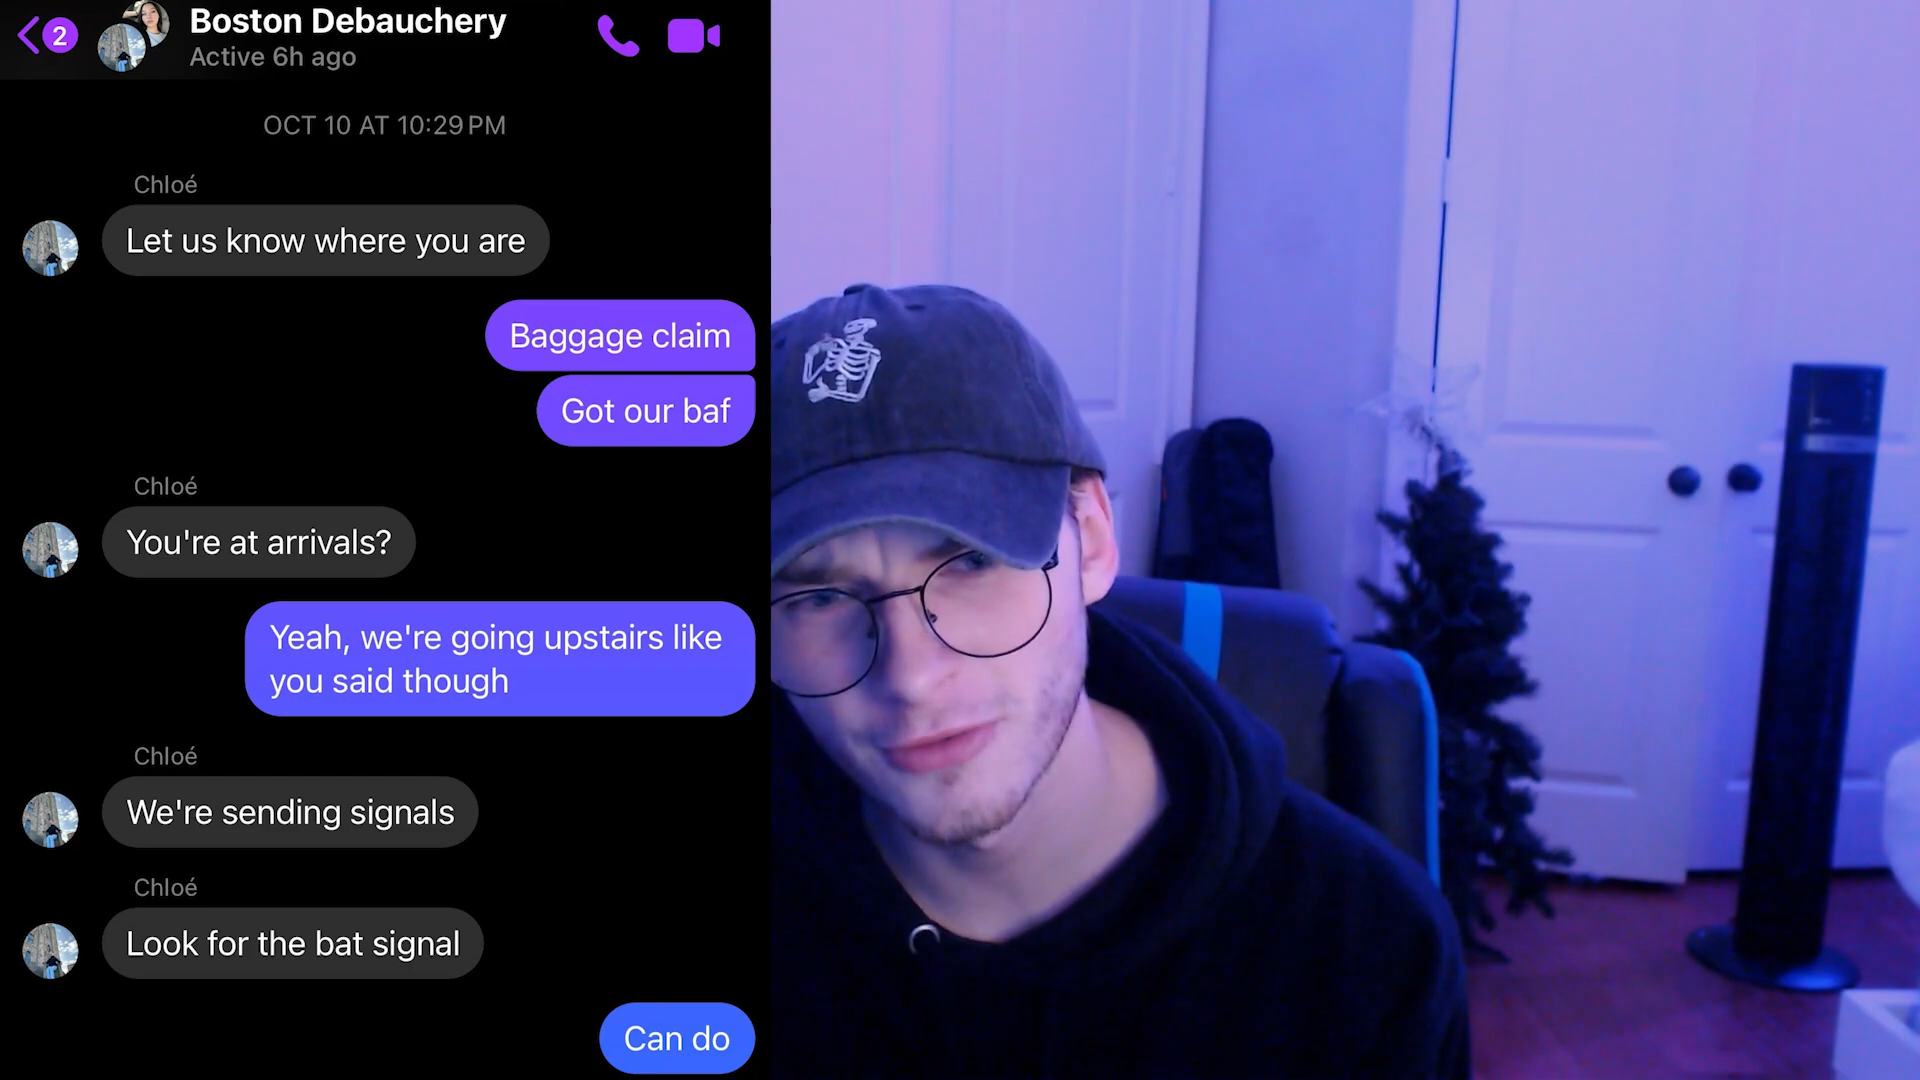 2
Boston Debauchery
Active 6h ago
OCT 10 AT 10:29 PM
Chloé
Let us know where you are
Baggage claim
Got our baf
Chloé
You're at arrivals?
Yeah, we're going upstairs like
you said though
Chloé
We're sending signals
Chloé
Look for the bat signal
Can do